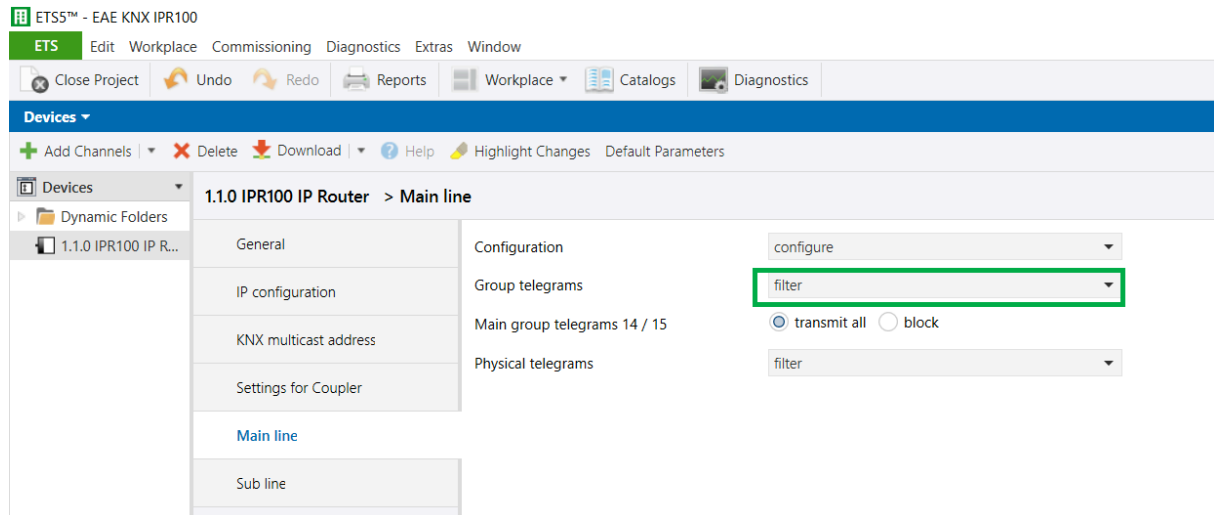 ETS5™ - EAE KNX IPR100
ETS Edit Workplace Commissioning Diagnostics Extras Window
Close Project Undo Redo Reports Workplace Catalogs Diagnostics
Devices
Add Channels Delete Download Help Highlight Changes Default Parameters
Devices
Dynamic Folders
1.1.0 IPR100 IP R...
1.1.0 IPR100 IP Router > Main line
General
IP configuration
KNX multicast address
Settings for Coupler
Main line
Sub line
Configuration configure
Group telegrams filter
Main group telegrams 14 / 15 transmit all block
Physical telegrams filter